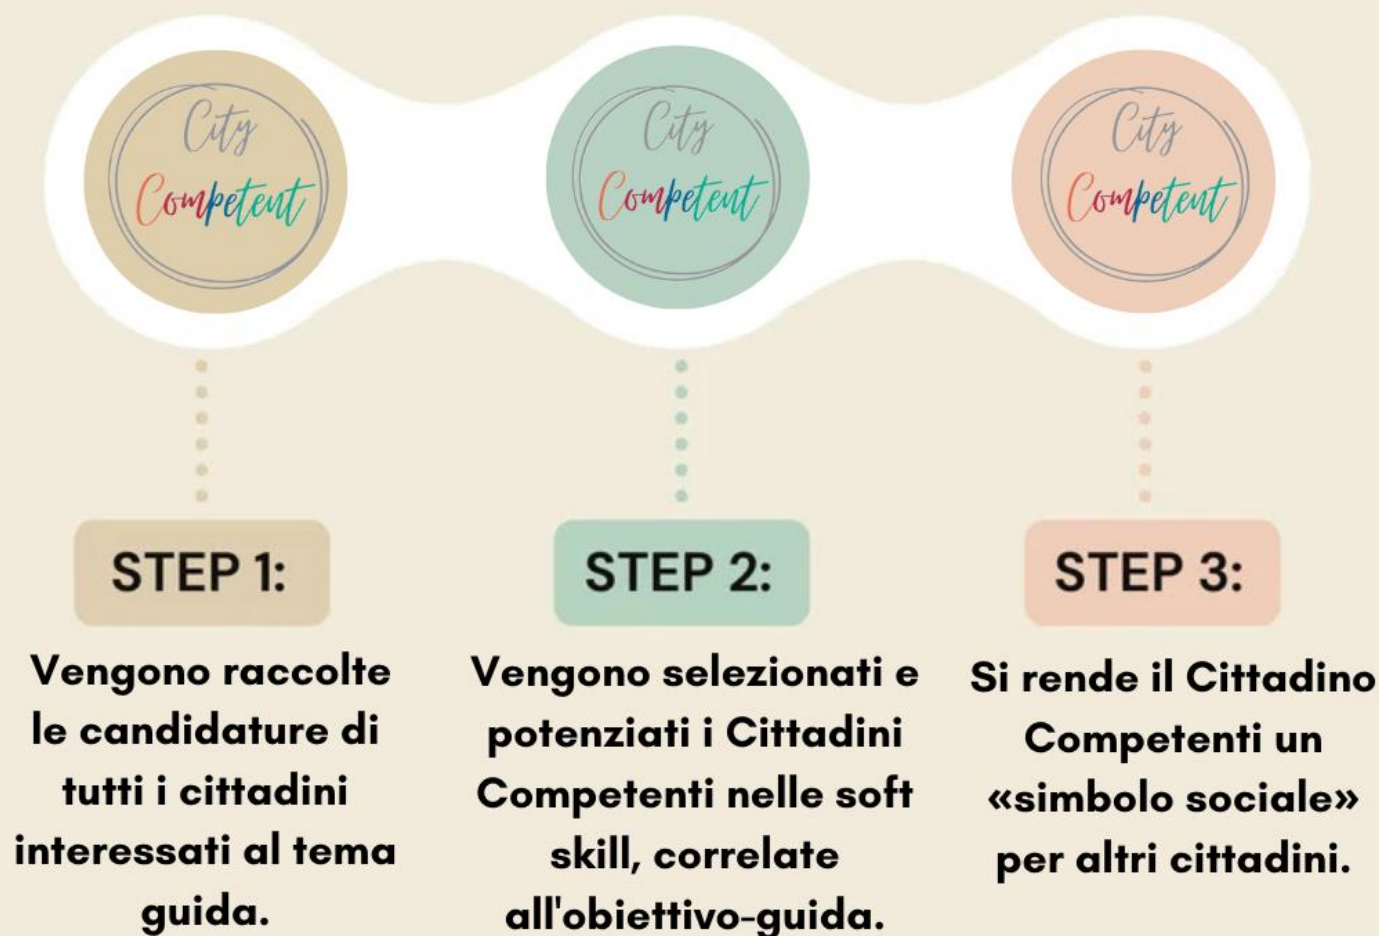 City
Competent
City
Competent
City
Competent
STEP 1:
Vengono raccolte
le candidature di
tutti i cittadini
interessati al tema
guida.
STEP 2:
Vengono selezionati e
potenziati i Cittadini
Competenti nelle soft
skill, correlate
all'obiettivo-guida.
STEP 3:
Si rende il Cittadino
Competenti un
«simbolo sociale»
per altri cittadini.